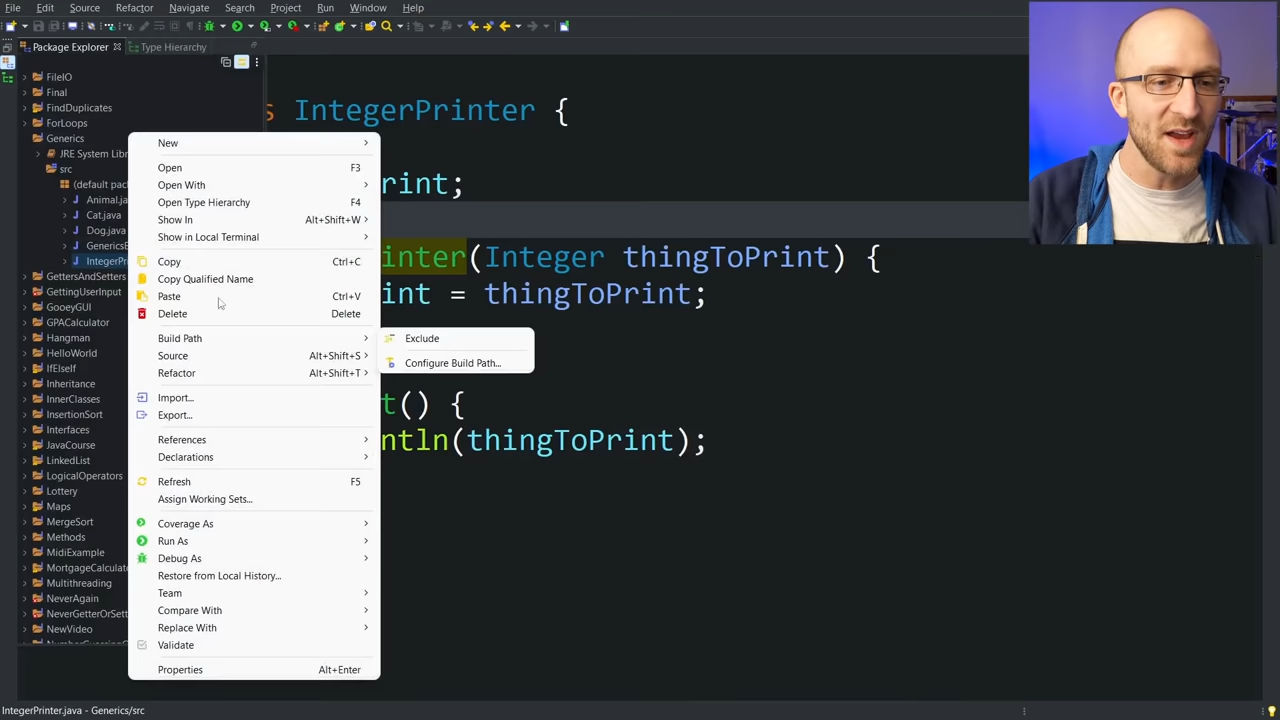 File Edit Source Refactor Navigate Search Project Run Window Help
Package Explorer Type Hierarchy
FileIO
Final
FindDuplicates
ForLoops
Generics
JRE System Lib
src
(default pac
Animal.ja
Cat.java
Dog.java
GenericsE
IntegerPri
GettersAndSetters
GettingUserInput
GooeyGUI
GPACalculator
Hangman
HelloWorld
IfElself
Inheritance
InnerClasses
InsertionSort
Interfaces
JavaCourse
LinkedList
LogicalOperators
Lottery
Maps
MergeSort
Methods
MidiExample
MortgageCalculato
Multithreading
NeverAgain
NeverGetterOrSett
NewVideo
New
Open F3
Open With
Open Type Hierarchy F4
Show In Alt+Shift+W
Show in Local Terminal
Copy Ctrl+C
Copy Qualified Name
Paste Ctrl+V
Delete Delete
Build Path
Source Alt+Shift+S
Refactor Alt+Shift+T
Import...
Export...
References
Declarations
Refresh F5
Assign Working Sets...
Coverage As
Run As
Debug As
Restore from Local History...
Team
Compare With
Replace With
Validate
Properties Alt+Enter
Exclude
Configure Build Path...
s IntegerPrinter {
rint;
inter(Integer thingToPrint) {
int = thingToPrint;
t() {
ntln(thingToPrint);
IntegerPrinter.java - Generics/src